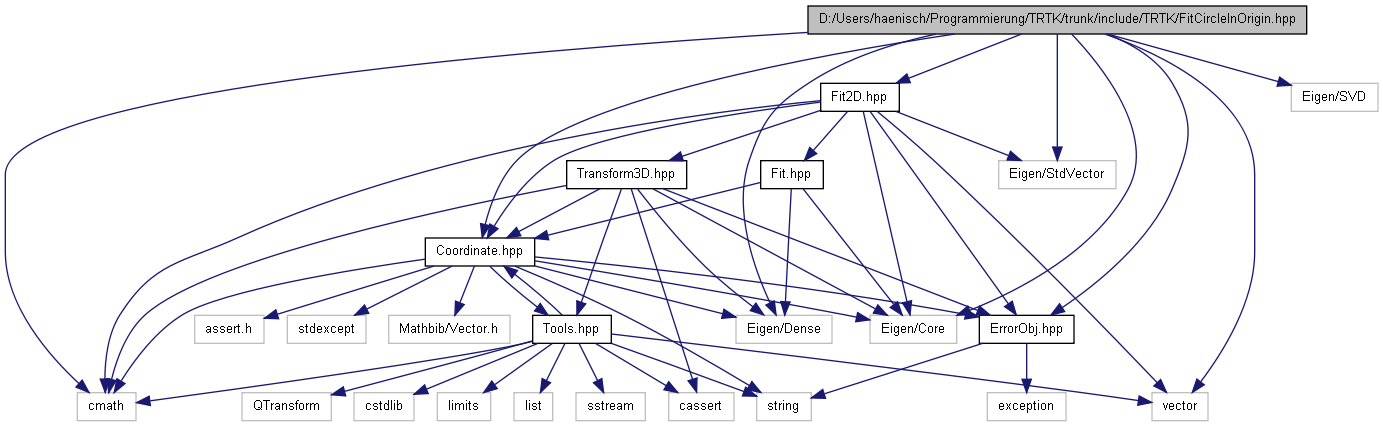 D:/Users/haenisch/Programmierung/TRTK/trunk/include/TRTK/FitCircleInOrigin.hpp
Fit2D.hpp
Eigen/SVD
Transform3D.hpp
Fit.hpp
Eigen/StdVector
Coordinate.hpp
assert.h
stdexcept
Mathbib/Vector.h
Tools.hpp
Eigen/Dense
Eigen/Core
ErrorObj.hpp
cmath
QTransform
cstdlib
limits
list
sstream
cassert
string
exception
vector